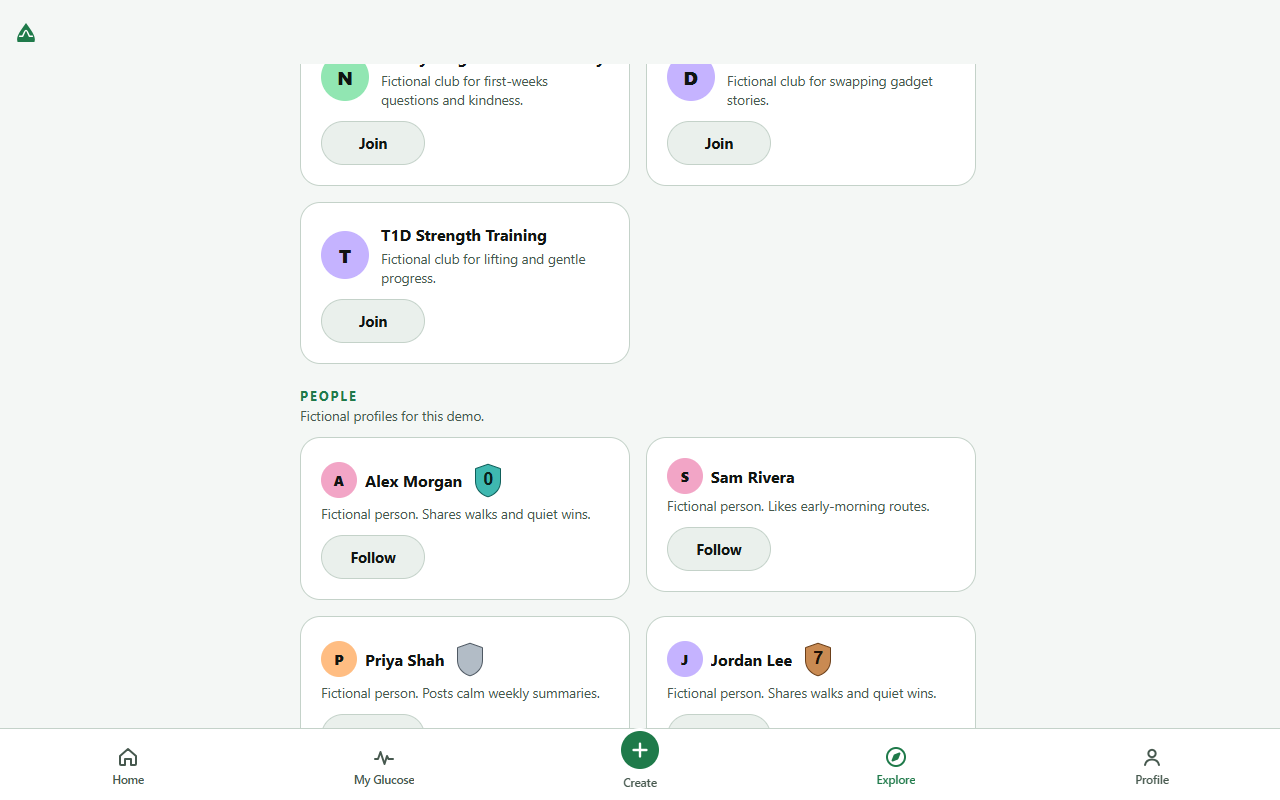 N
Fictional club for first-weeks
questions and kindness.
Join
D
Fictional club for swapping gadget
stories.
Join
T
T1D Strength Training
Fictional club for lifting and gentle
progress.
Join
PEOPLE
Fictional profiles for this demo.
A
Alex Morgan
0
Fictional person. Shares walks and quiet wins.
Follow
S
Sam Rivera
Fictional person. Likes early-morning routes.
Follow
P
Priya Shah
Fictional person. Posts calm weekly summaries.
J
Jordan Lee
7
Fictional person. Shares walks and quiet wins.
Home
My Glucose
Create
Explore
Profile